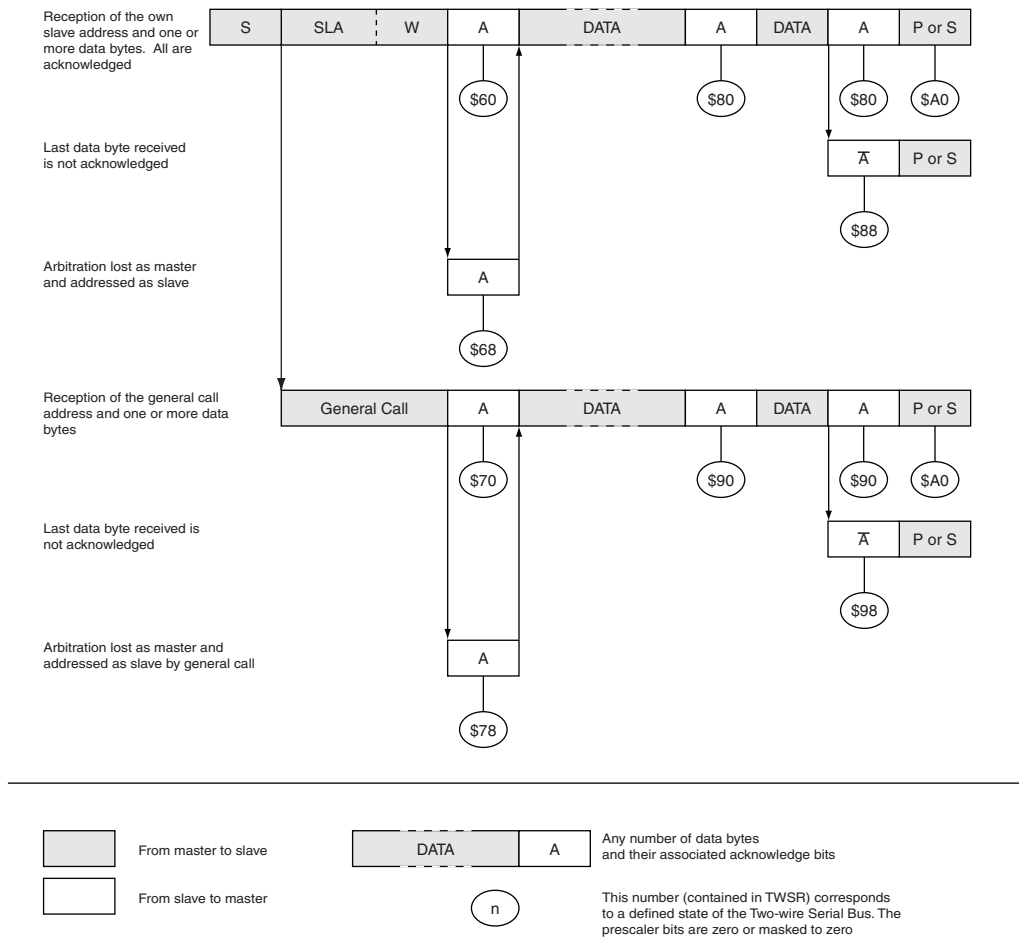 Reception of the own
slave address and one or
more data bytes. All are
acknowledged
S SLA W A DATA A DATA A P or S
$60 $80 $80 $A0
Last data byte received
is not acknowledged
A̅ P or S
$88
Arbitration lost as master
and addressed as slave
A
$68
Reception of the general call
address and one or more data
bytes
General Call A DATA A DATA A P or S
$70 $90 $90 $A0
Last data byte received is
not acknowledged
A̅ P or S
$98
Arbitration lost as master and
addressed as slave by general call
A
$78
From master to slave
DATA A
Any number of data bytes
and their associated acknowledge bits
From slave to master
n
This number (contained in TWSR) corresponds
to a defined state of the Two-wire Serial Bus. The
prescaler bits are zero or masked to zero